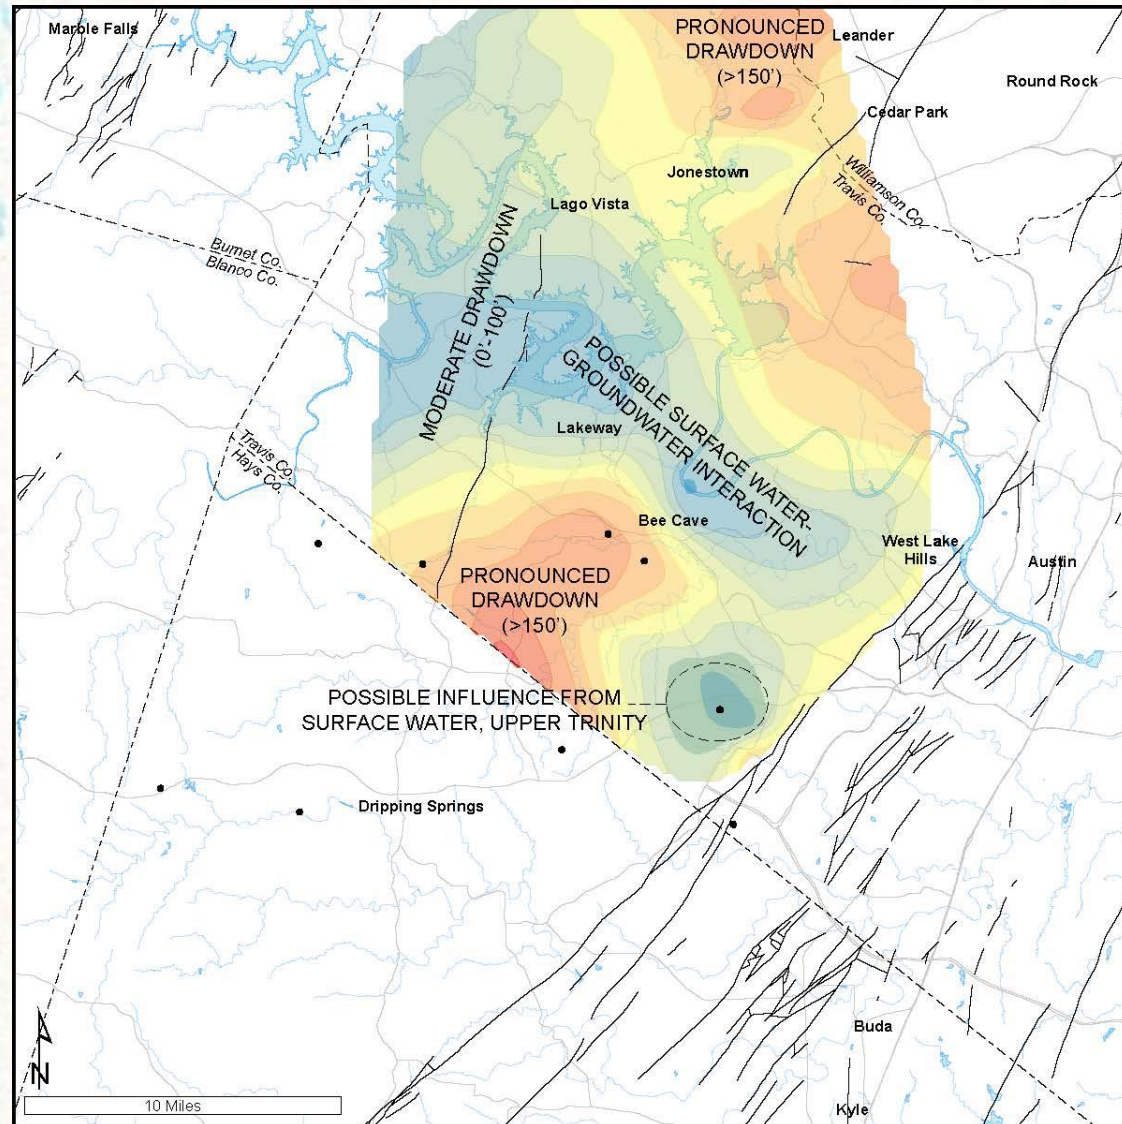 Marble Falls
PRONOUNCED
DRAWDOWN
(>150')
Leander
Round Rock
Cedar Park
Jonestown
Williamson Co.
Travis Co.
Lago Vista
Burnet Co.
Blanco Co.
MODERATE DRAWDOWN
(0'-100')
POSSIBLE SURFACE WATER-
GROUNDWATER INTERACTION
Lakeway
Travis Co.
Hays Co.
Bee Cave
West Lake
Hills
Austin
PRONOUNCED
DRAWDOWN
(>150')
POSSIBLE INFLUENCE FROM
SURFACE WATER, UPPER TRINITY
Dripping Springs
Buda
N
10 Miles
Kyle